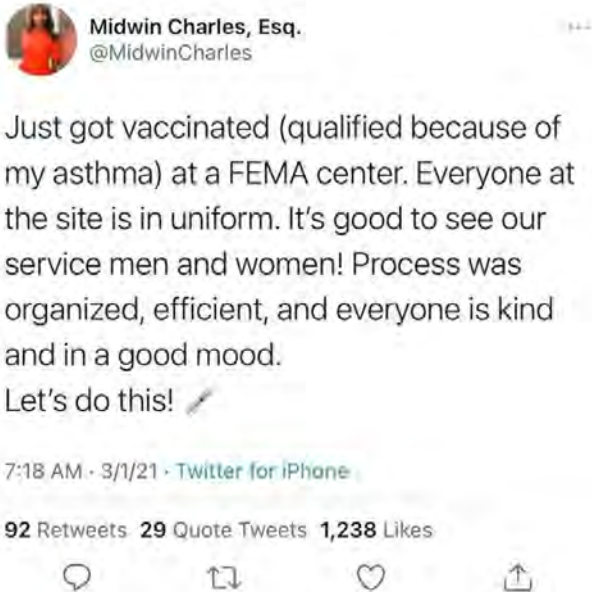 Midwin Charles, Esq.
@MidwinCharles
Just got vaccinated (qualified because of
my asthma) at a FEMA center. Everyone at
the site is in uniform. It's good to see our
service men and women! Process was
organized, efficient, and everyone is kind
and in a good mood.
Let's do this!
7:18 AM · 3/1/21 · Twitter for iPhone
92 Retweets 29 Quote Tweets 1,238 Likes